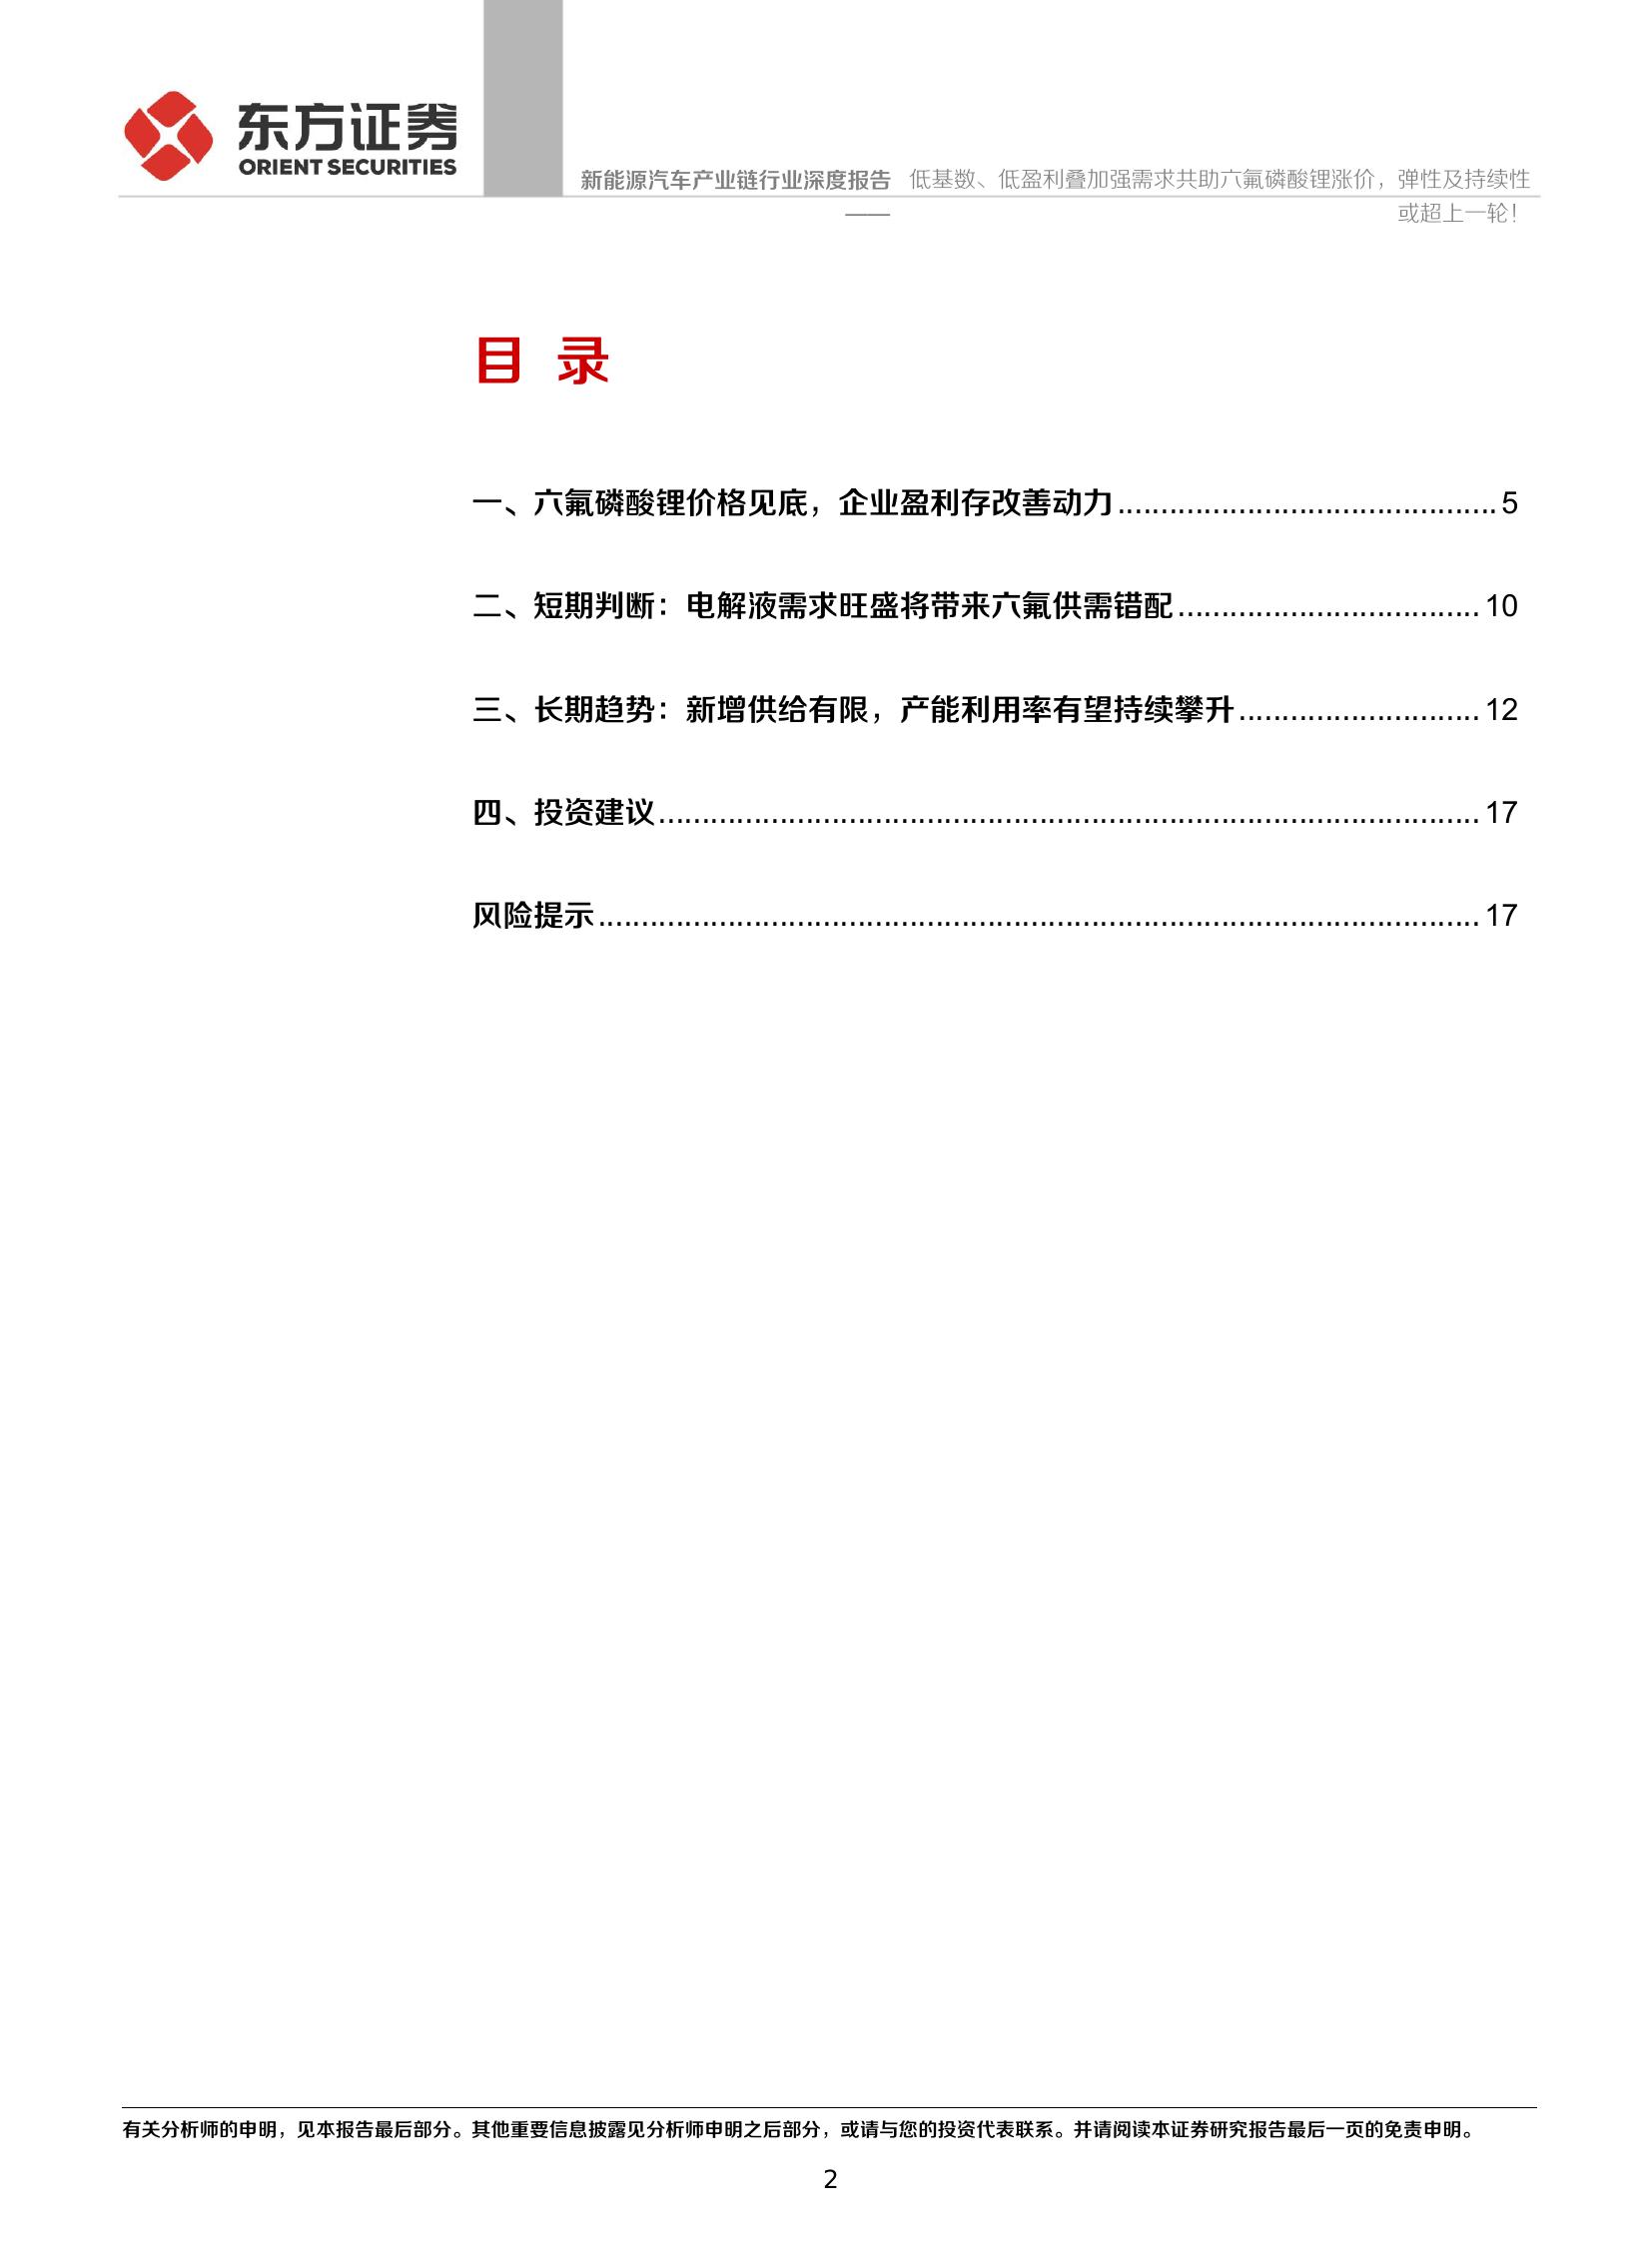 东方证券
ORIENT SECURITIES
新能源汽车产业链行业深度报告 —— 低基数、低盈利叠加强需求共助六氟磷酸锂涨价，弹性及持续性
或超上一轮！
目 录
一、六氟磷酸锂价格见底，企业盈利存改善动力............................................5
二、短期判断：电解液需求旺盛将带来六氟供需错配...................................10
三、长期趋势：新增供给有限，产能利用率有望持续攀升............................12
四、投资建议...............................................................................................17
风险提示......................................................................................................17
有关分析师的申明，见本报告最后部分。其他重要信息披露见分析师申明之后部分，或请与您的投资代表联系。并请阅读本证券研究报告最后一页的免责申明。
2